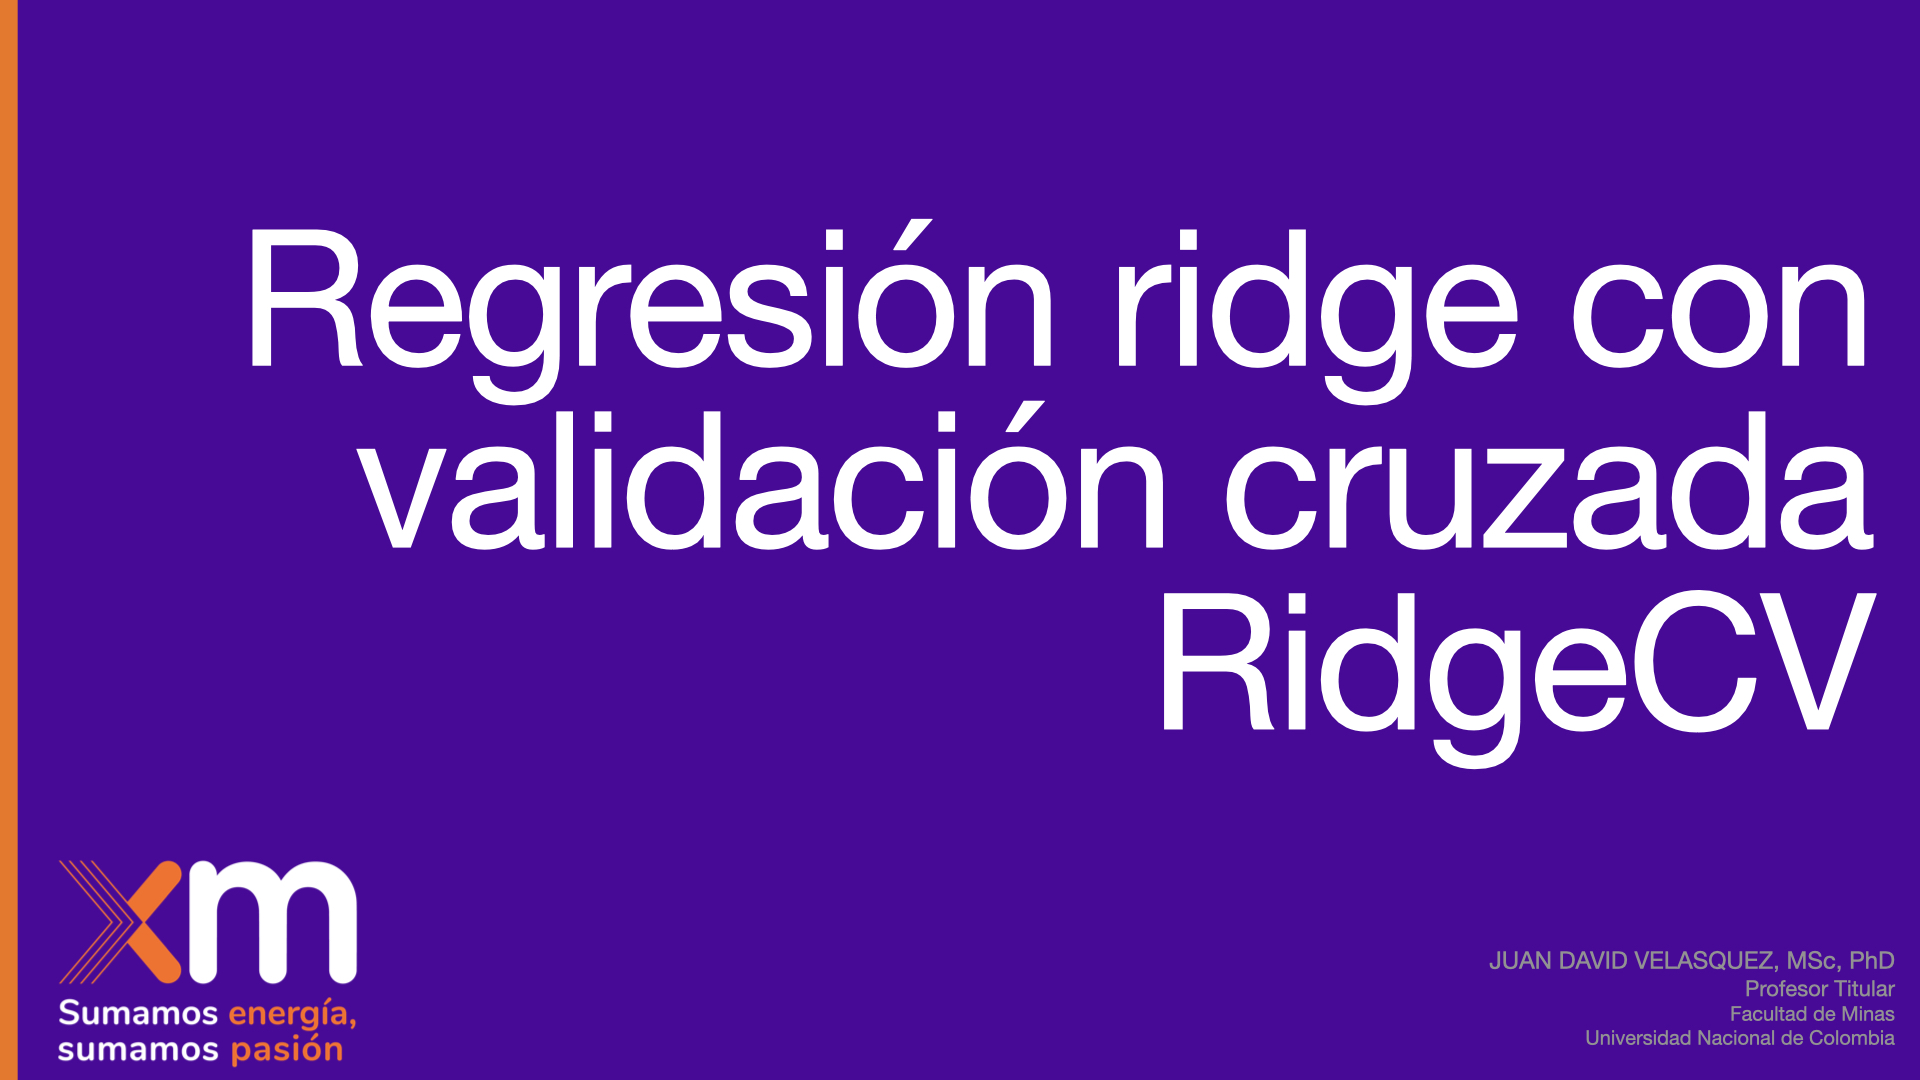 Regresión ridge con
validación cruzada
RidgeCV
xm
Sumamos energía,
sumamos pasión
JUAN DAVID VELASQUEZ, MSc, PhD
Profesor Titular
Facultad de Minas
Universidad Nacional de Colombia